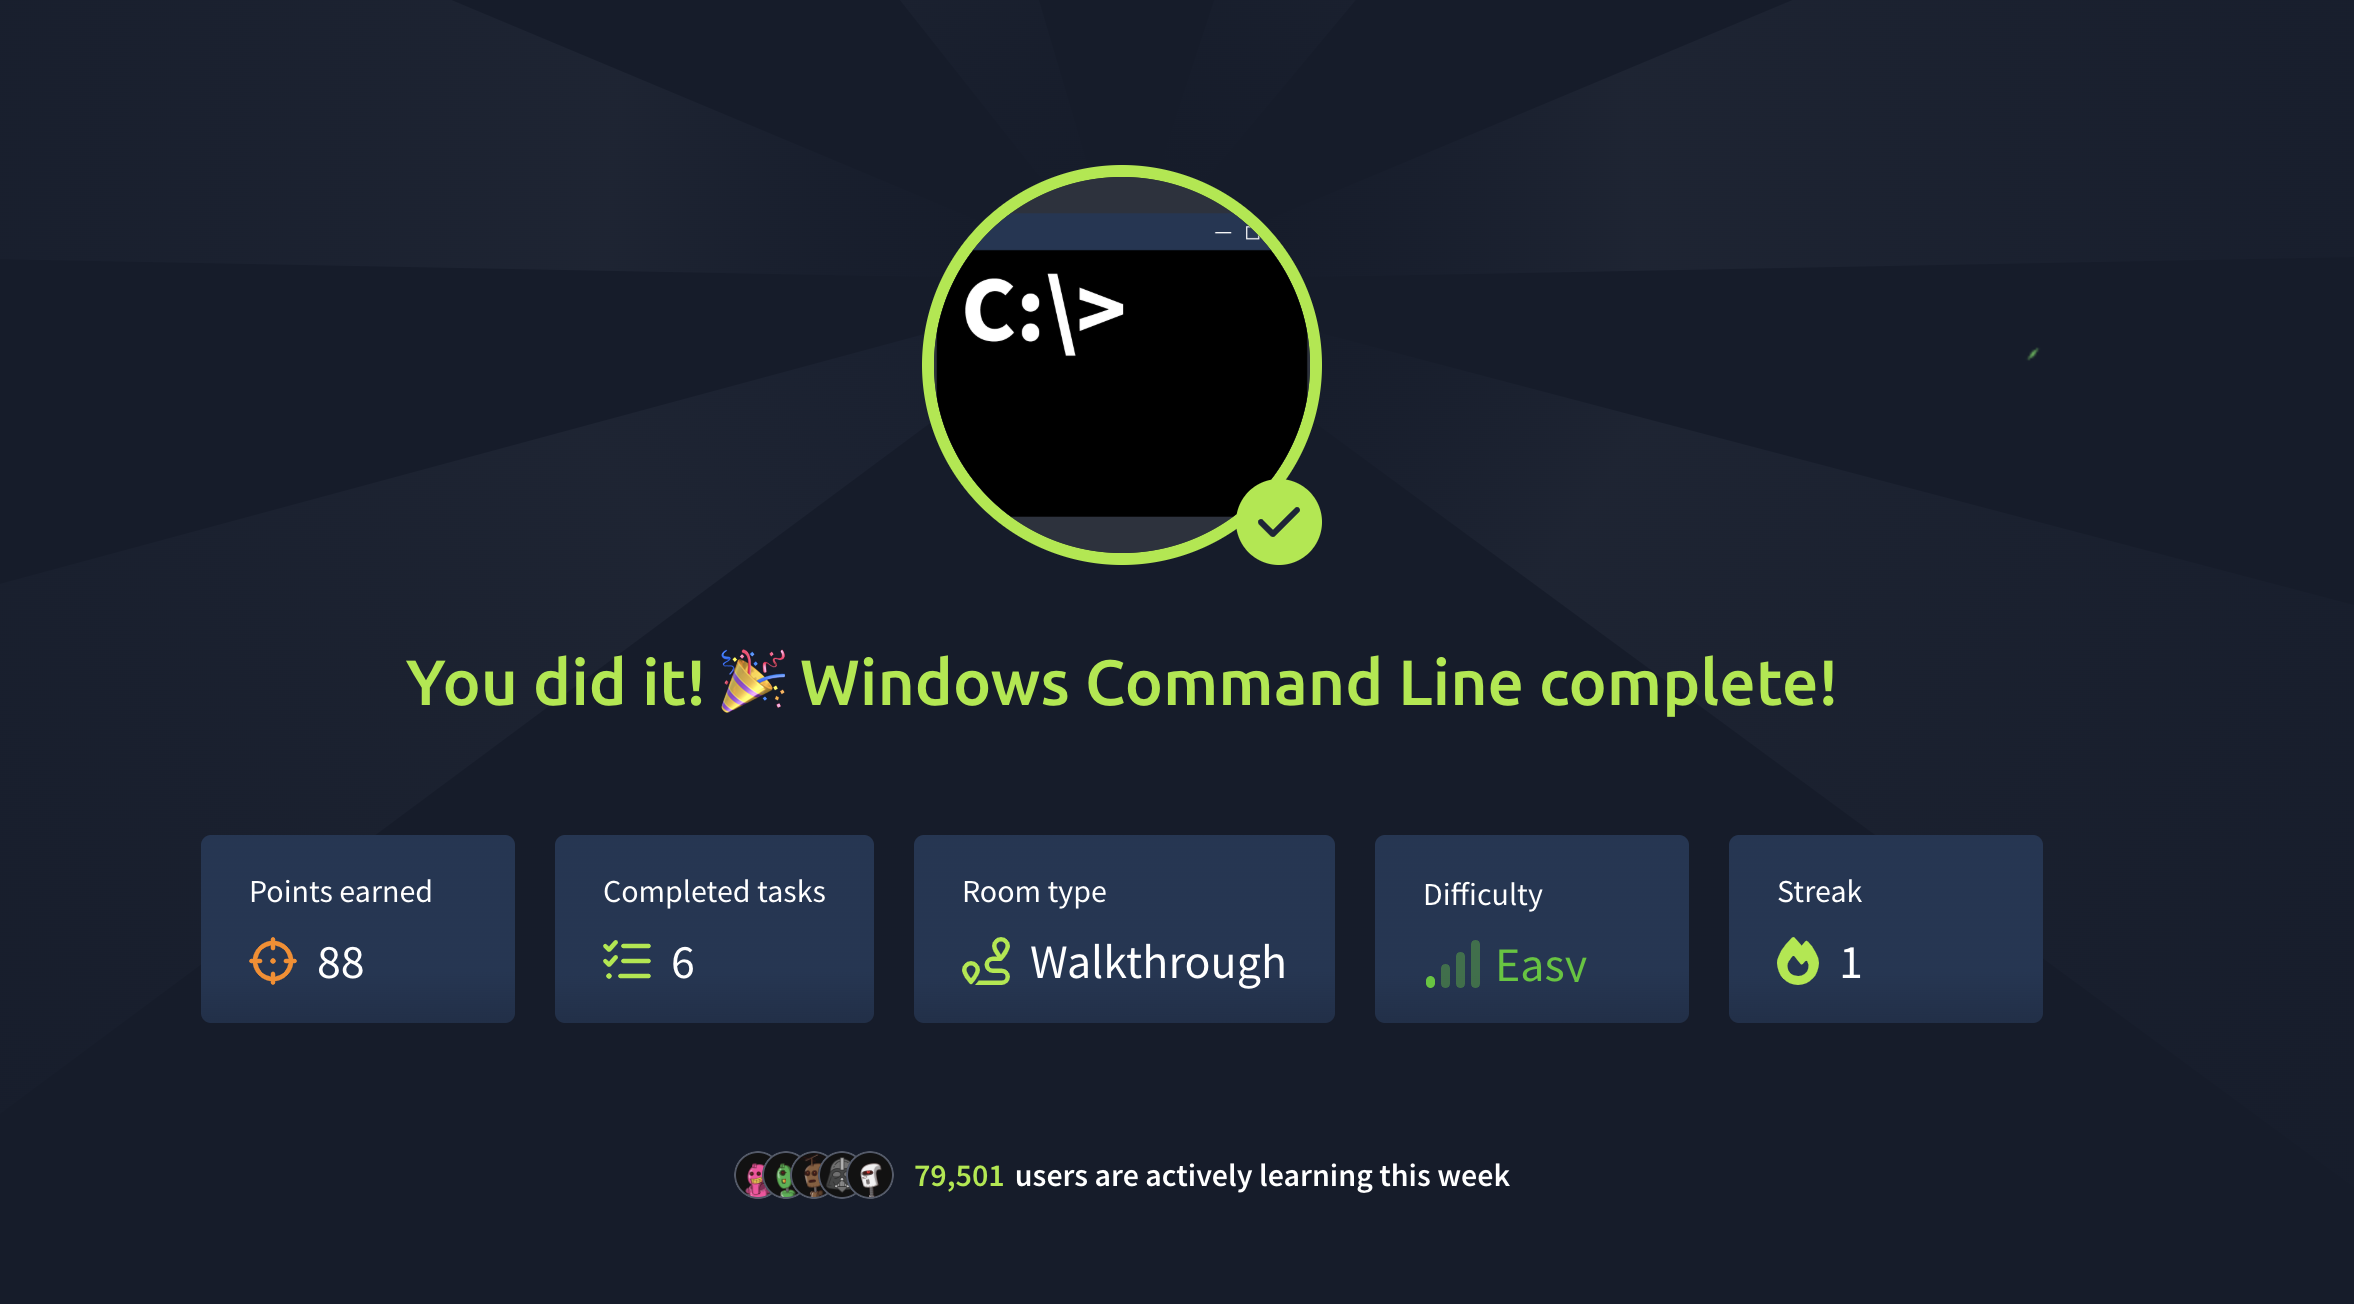 C:\>
You did it! 🎉 Windows Command Line complete!
Points earned
88
Completed tasks
6
Room type
Walkthrough
Difficulty
Easy
Streak
1
79,501 users are actively learning this week